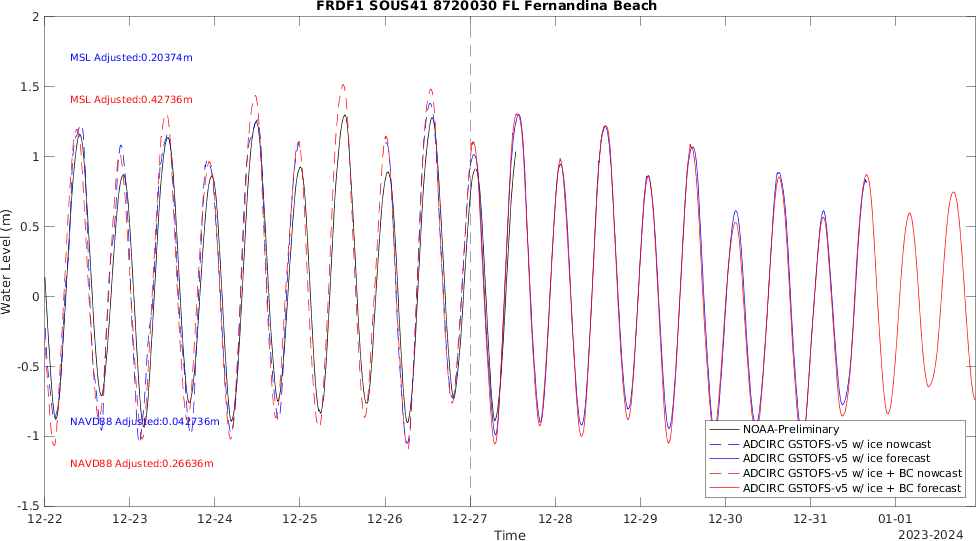 FRDF1 SOUS41 8720030 FL Fernandina Beach
2
1.5
1
0.5
0
-0.5
-1
-1.5
Water Level (m)
MSL Adjusted:0.20374m
MSL Adjusted:0.42736m
NAVD88 Adjusted:0.042736m
NAVD88 Adjusted:0.26636m
NOAA-Preliminary
ADCIRC GSTOFS-v5 w/ ice nowcast
ADCIRC GSTOFS-v5 w/ ice forecast
ADCIRC GSTOFS-v5 w/ ice + BC nowcast
ADCIRC GSTOFS-v5 w/ ice + BC forecast
12-22 12-23 12-24 12-25 12-26 12-27 12-28 12-29 12-30 12-31 01-01
Time
2023-2024